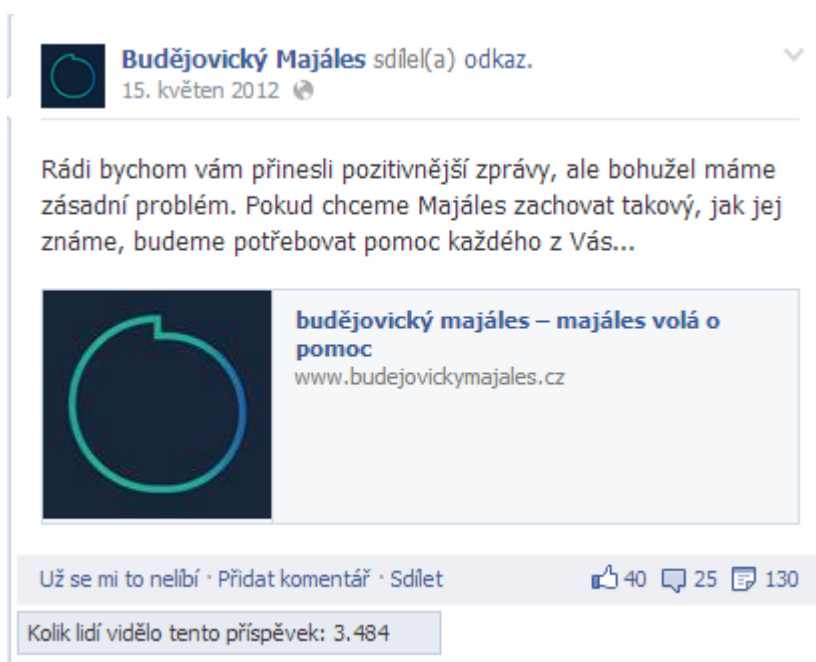 Budějovický Majáles sdílel(a) odkaz.
15. květen 2012
Rádi bychom vám přinesli pozitivnější zprávy, ale bohužel máme
zásadní problém. Pokud chceme Majáles zachovat takový, jak jej
známe, budeme potřebovat pomoc každého z Vás...
budějovický majáles – majáles volá o
pomoc
www.budejovickymajales.cz
Už se mi to nelíbí · Přidat komentář · Sdílet 40 25 130
Kolik lidí vidělo tento příspěvek: 3.484